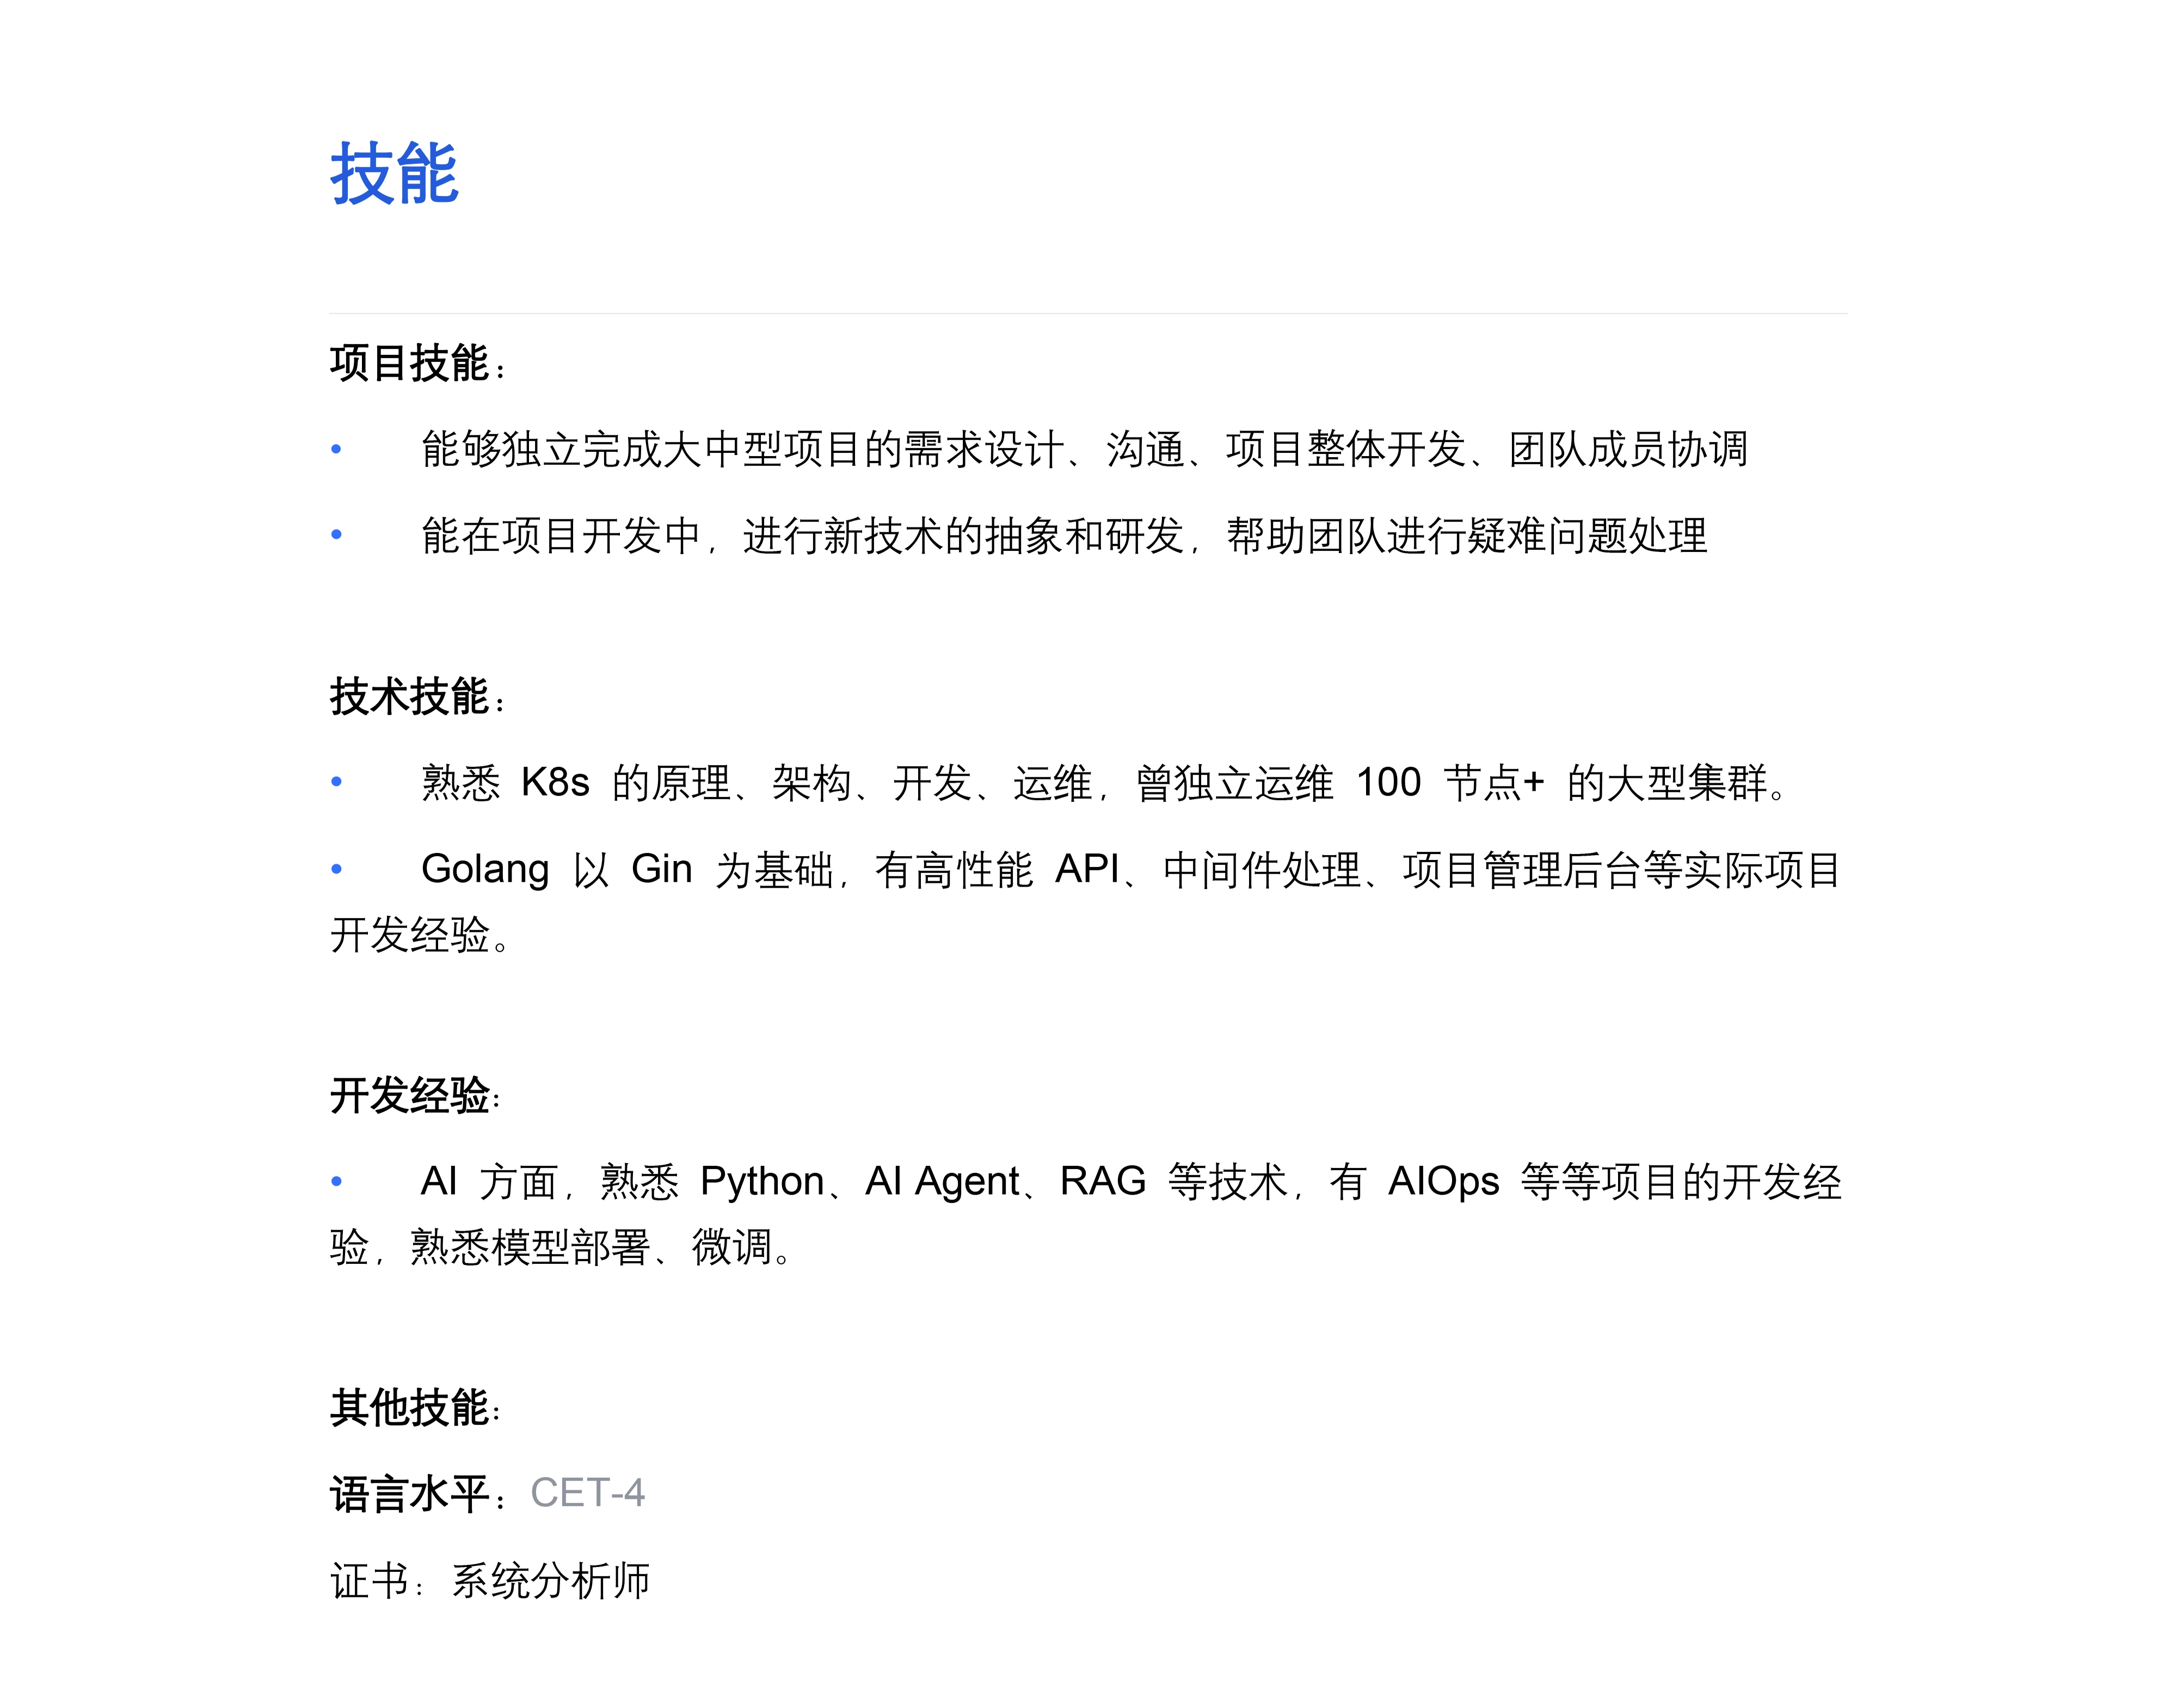 技能
项目技能：
• 能够独立完成大中型项目的需求设计、沟通、项目整体开发、团队成员协调
• 能在项目开发中，进行新技术的抽象和研发，帮助团队进行疑难问题处理
技术技能：
• 熟悉 K8s 的原理、架构、开发、运维，曾独立运维 100 节点+ 的大型集群。
• Golang 以 Gin 为基础，有高性能 API、中间件处理、项目管理后台等实际项目
开发经验。
开发经验：
• AI 方面，熟悉 Python、AI Agent、RAG 等技术，有 AIOps 等等项目的开发经
验，熟悉模型部署、微调。
其他技能：
语言水平：CET-4
证书：系统分析师